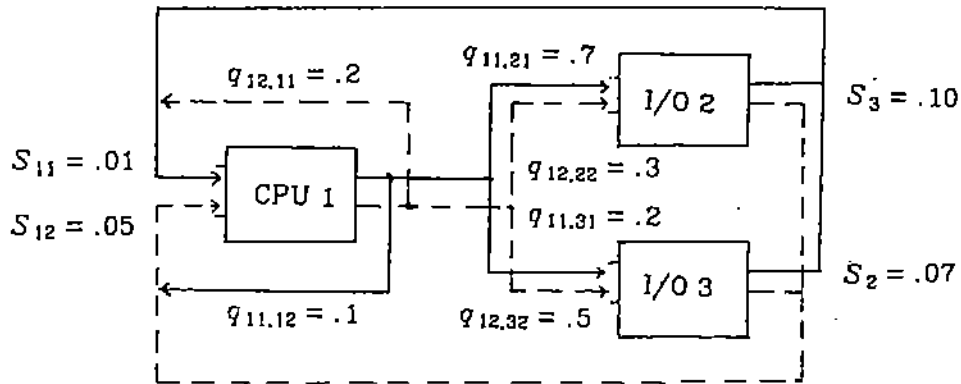 q12,11 = .2
q11,21 = .7
I/O 2
S3 = .10
S11 = .01
S12 = .05
CPU 1
q12,22 = .3
q11,31 = .2
I/O 3
S2 = .07
q11,12 = .1
q12,32 = .5